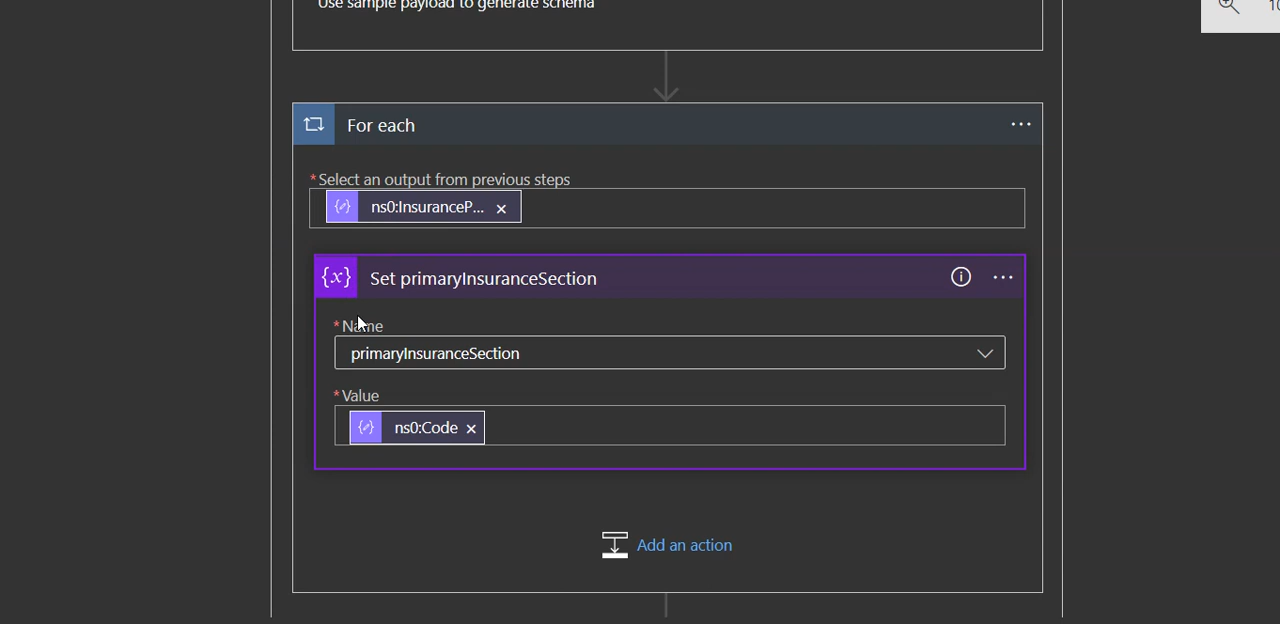 Use sample payload to generate schema
10
For each
* Select an output from previous steps
ns0:InsuranceP...
{x} Set primaryInsuranceSection
* Name
primaryInsuranceSection
* Value
ns0:Code
Add an action